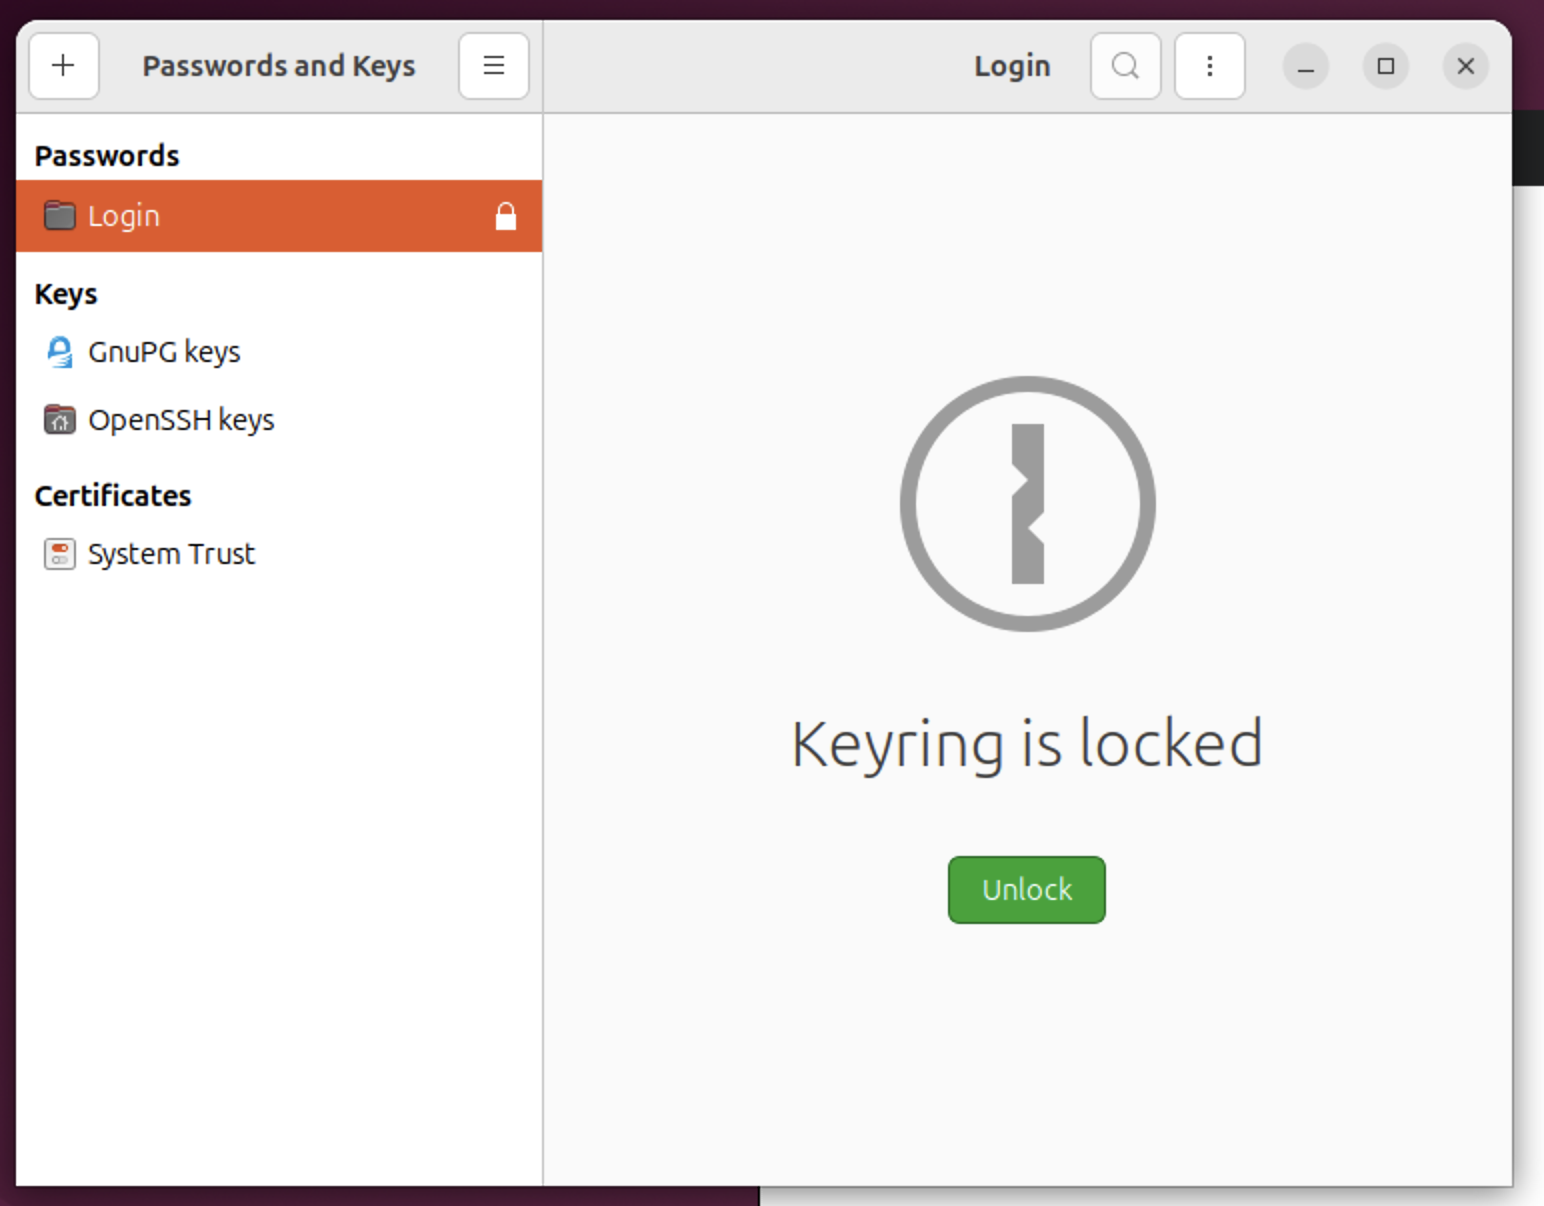 Passwords and Keys
Login
Passwords
Login
Keys
GnuPG keys
OpenSSH keys
Certificates
System Trust
Keyring is locked
Unlock